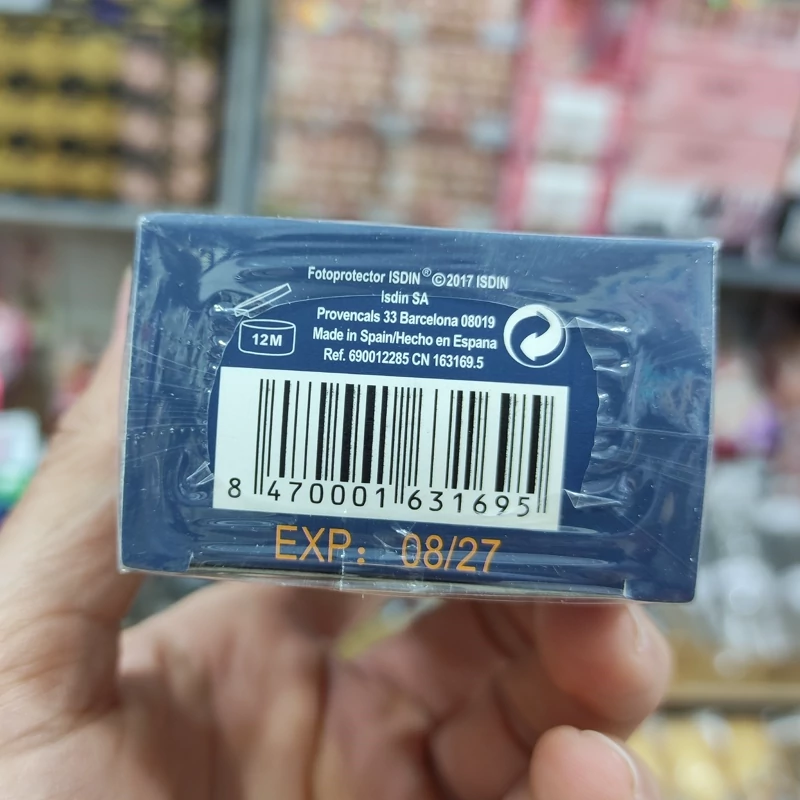 Fotoprotector ISDIN® ©2017 ISDIN
Isdin SA
Provencals 33 Barcelona 08019
Made in Spain/Hecho en Espana
Ref. 690012285 CN 163169.5
12M
8 470001 631695
EXP: 08/27